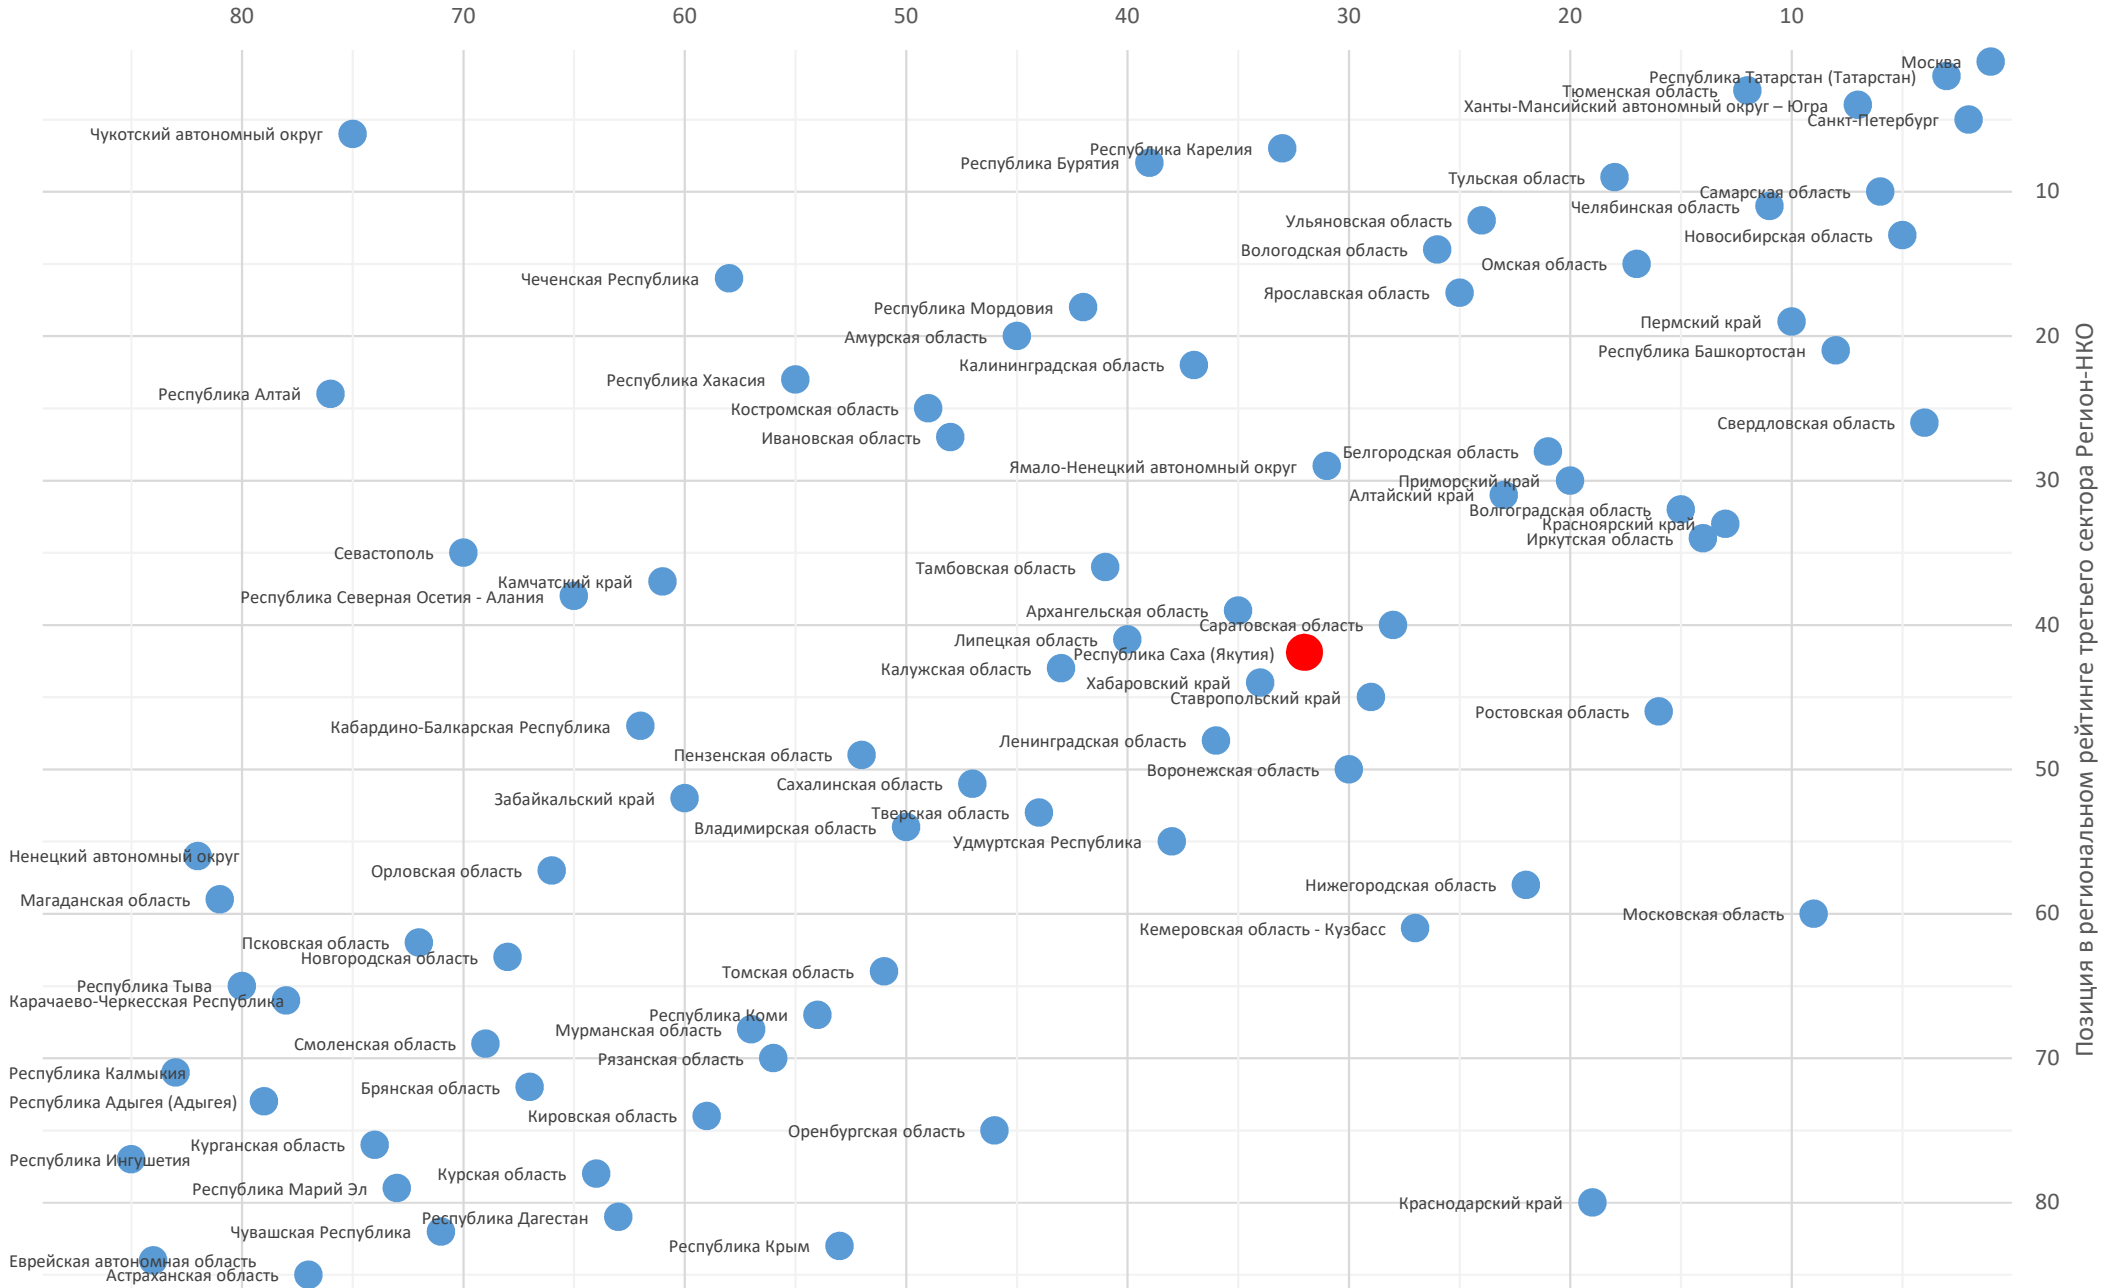 80 70 60 50 40 30 20 10
Москва
Республика Татарстан (Татарстан)
Тюменская область
Ханты-Мансийский автономный округ – Югра
Санкт-Петербург
Чукотский автономный округ
Республика Карелия
Республика Бурятия
Тульская область
Самарская область
10
Челябинская область
Ульяновская область
Новосибирская область
Вологодская область
Омская область
Чеченская Республика
Ярославская область
Республика Мордовия
Пермский край
Амурская область
20
Республика Башкортостан
Калининградская область
Республика Хакасия
Республика Алтай
Костромская область
Свердловская область
Ивановская область
Белгородская область
Ямало-Ненецкий автономный округ
Приморский край
30
Алтайский край
Волгоградская область
Красноярский край
Иркутская область
Севастополь
Тамбовская область
Камчатский край
Республика Северная Осетия - Алания
Архангельская область
Саратовская область
40
Липецкая область
Республика Саха (Якутия)
Калужская область
Хабаровский край
Ставропольский край
Ростовская область
Кабардино-Балкарская Республика
Ленинградская область
Пензенская область
Воронежская область
50
Сахалинская область
Забайкальский край
Тверская область
Владимирская область
Удмуртская Республика
Ненецкий автономный округ
Орловская область
Нижегородская область
Магаданская область
Московская область
60
Кемеровская область - Кузбасс
Псковская область
Новгородская область
Томская область
Республика Тыва
Карачаево-Черкесская Республика
Республика Коми
Мурманская область
Смоленская область
Рязанская область
70
Республика Калмыкия
Брянская область
Республика Адыгея (Адыгея)
Кировская область
Оренбургская область
Курганская область
Республика Ингушетия
Курская область
Республика Марий Эл
Краснодарский край
80
Республика Дагестан
Чувашская Республика
Республика Крым
Еврейская автономная область
Астраханская область
Позиция в региональном рейтинге третьего сектора Регион-НКО